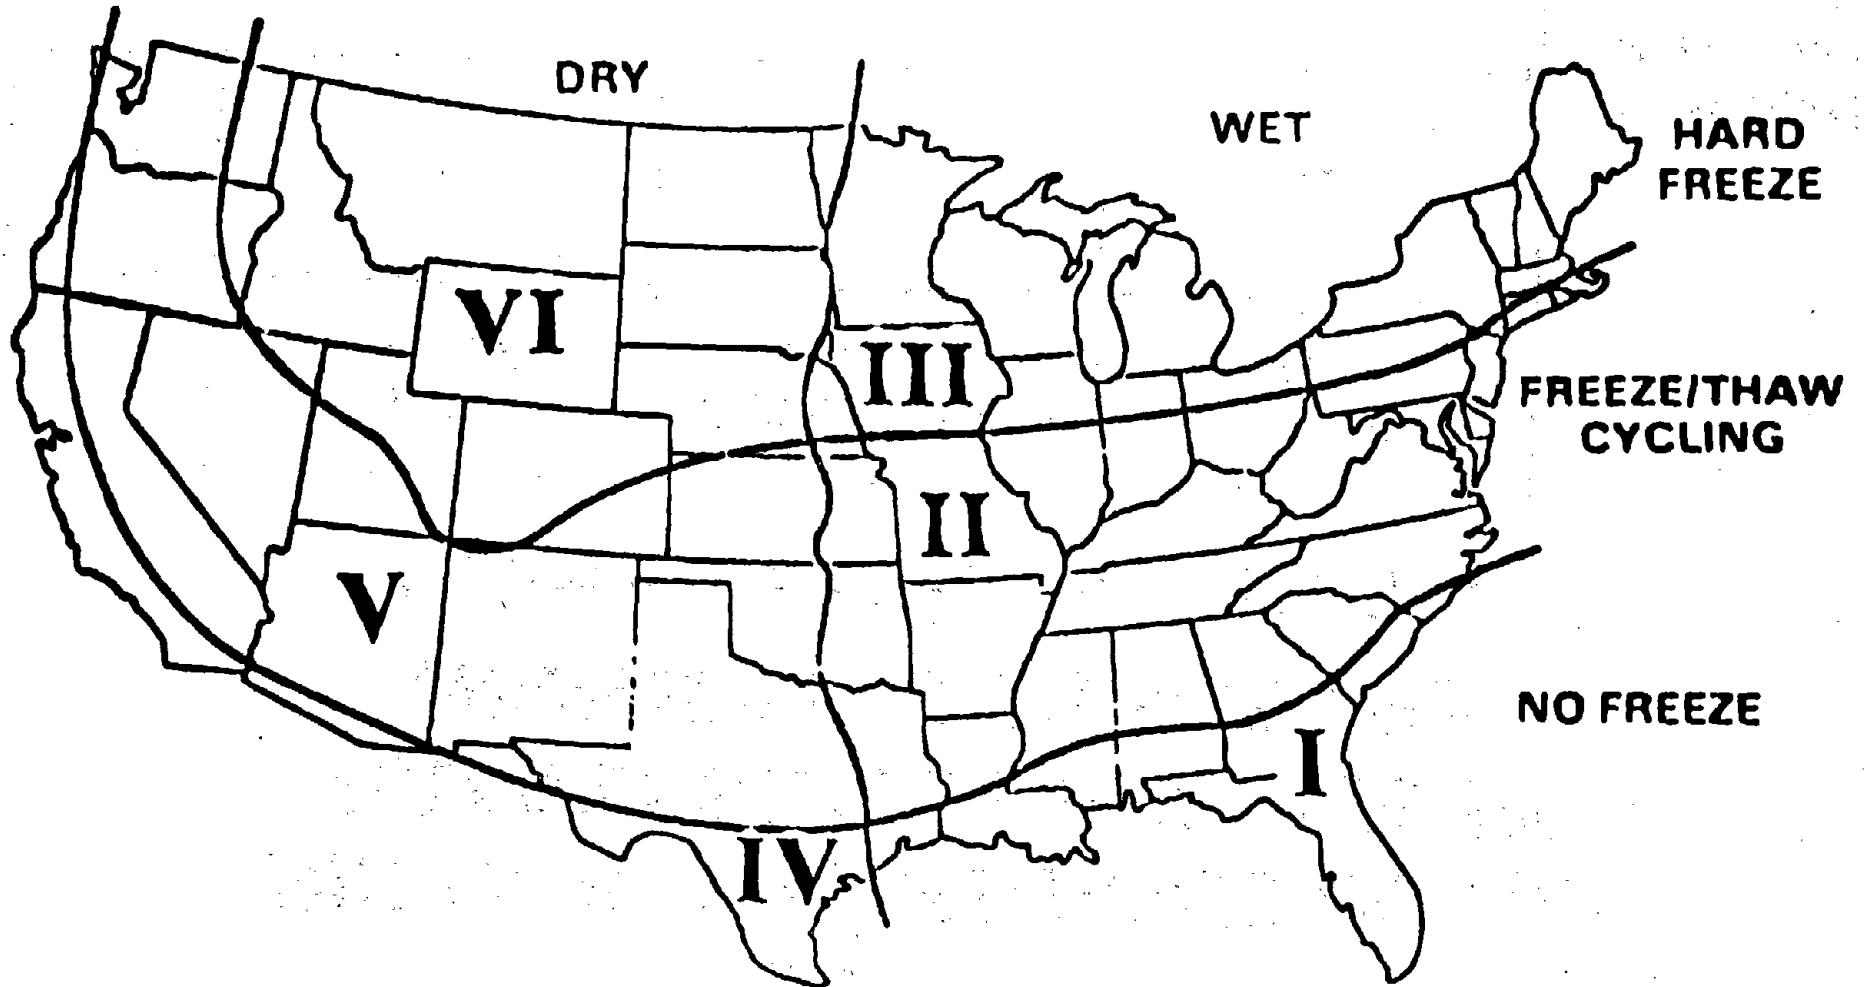 DRY
WET
HARD
FREEZE
VI
III
FREEZE/THAW
CYCLING
II
V
NO FREEZE
I
IV